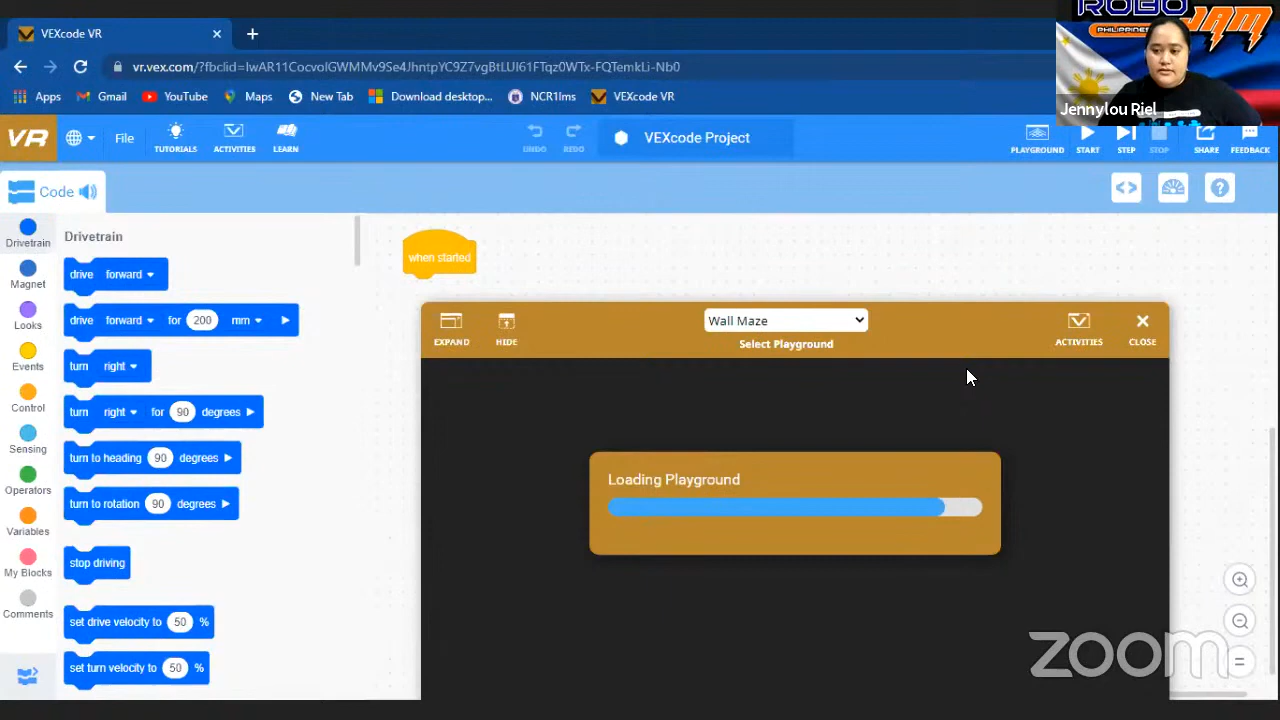 VEXcode VR
vr.vex.com/?fbclid=IwAR11CocvolGWMMv9Se4JhntpYC9Z7vgBtLUI61FTqz0WTx-FQTemkLi-Nb0
Apps Gmail YouTube Maps New Tab Download desktop... NCR1lms VEXcode VR
ROBO
JAM
PHILIPPINES
Jennylou Riel
VR File TUTORIALS ACTIVITIES LEARN UNDO REDO VEXcode Project PLAYGROUND START STEP STOP SHARE FEEDBACK
Code
Drivetrain
Magnet
Looks
Events
Control
Sensing
Operators
Variables
My Blocks
Comments
Drivetrain
drive forward
drive forward for 200 mm
turn right
turn right for 90 degrees
turn to heading 90 degrees
turn to rotation 90 degrees
stop driving
set drive velocity to 50 %
set turn velocity to 50 %
when started
EXPAND HIDE
Wall Maze
Select Playground
ACTIVITIES CLOSE
Loading Playground
zoom